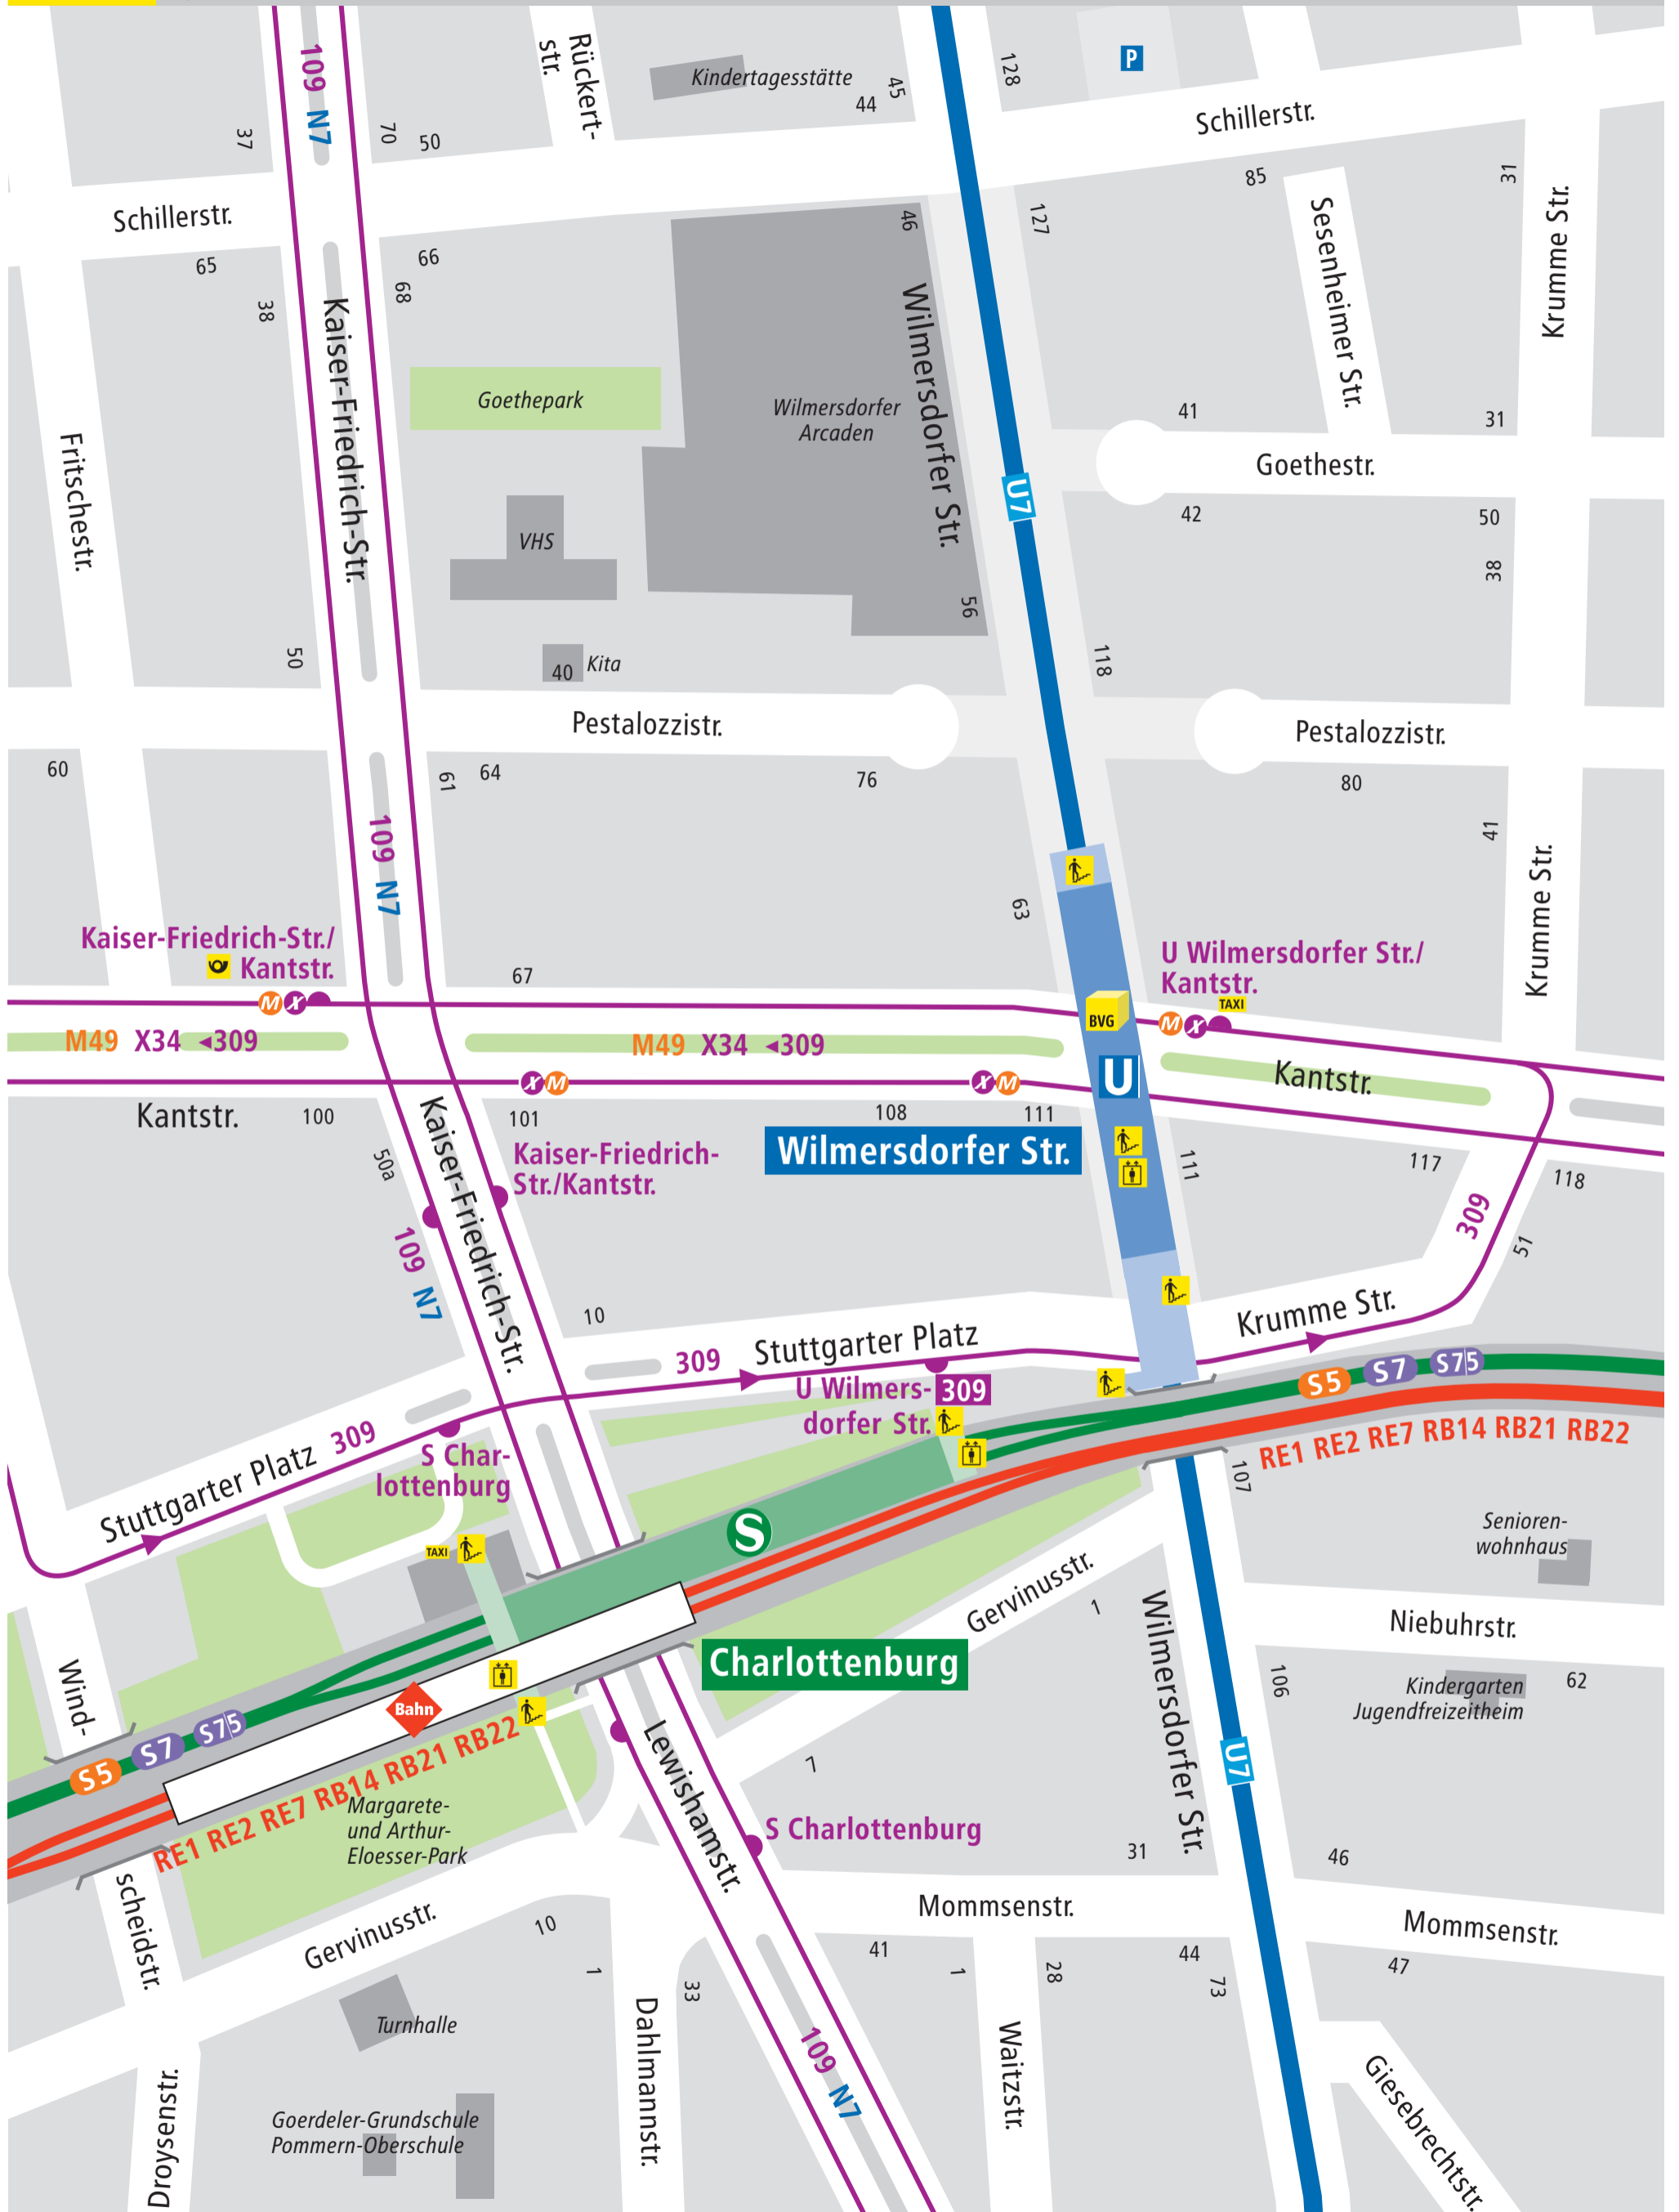 109 N7
Rückert-
str.
Kindertagesstätte
44
45
128
P
Schillerstr.
37
70
50
85
31
Krumme Str.
Schillerstr.
65
66
68
38
46
127
Sesenheimer Str.
Kaiser-Friedrich-Str.
Wilmersdorfer Str.
Goethepark
Wilmersdorfer
Arcaden
41
31
Fritschestr.
Goethestr.
U7
42
50
38
VHS
56
50
40
Kita
118
Pestalozzistr.
Pestalozzistr.
60
61
64
76
80
41
109 N7
63
Krumme Str.
Kaiser-Friedrich-Str./
Kantstr.
67
U Wilmersdorfer Str./
Kantstr.
TAXI
M X
BVG
M X
M49 X34 ◄309
M49 X34 ◄309
U
Kantstr.
X M
X M
Kantstr.
100
101
108
111
Wilmersdorfer Str.
50a
Kaiser-Friedrich-Str.
Kaiser-Friedrich-
Str./Kantstr.
111
117
118
309
51
109 N7
10
Krumme Str.
Stuttgarter Platz
309
U Wilmers- 309
dorfer Str.
S5 S7 S75
RE1 RE2 RE7 RB14 RB21 RB22
309
Stuttgarter Platz
S Char-
lottenburg
107
S
TAXI
Senioren-
wohnhaus
Gervinusstr.
1
Wilmersdorfer Str.
Niebuhrstr.
Charlottenburg
106
62
Kindergarten
Jugendfreizeitheim
Wind-
scheidstr.
Bahn
S5 S7 S75
RE1 RE2 RE7 RB14 RB21 RB22
Lewishamstr.
U7
7
Margarete-
und Arthur-
Eloesser-Park
S Charlottenburg
31
46
Mommsenstr.
Mommsenstr.
Gervinusstr.
10
1
33
41
1
28
44
73
47
Turnhalle
Dahlmannstr.
109 N7
Waitzstr.
Giesebrechtstr.
Droysenstr.
Goerdeler-Grundschule
Pommern-Oberschule